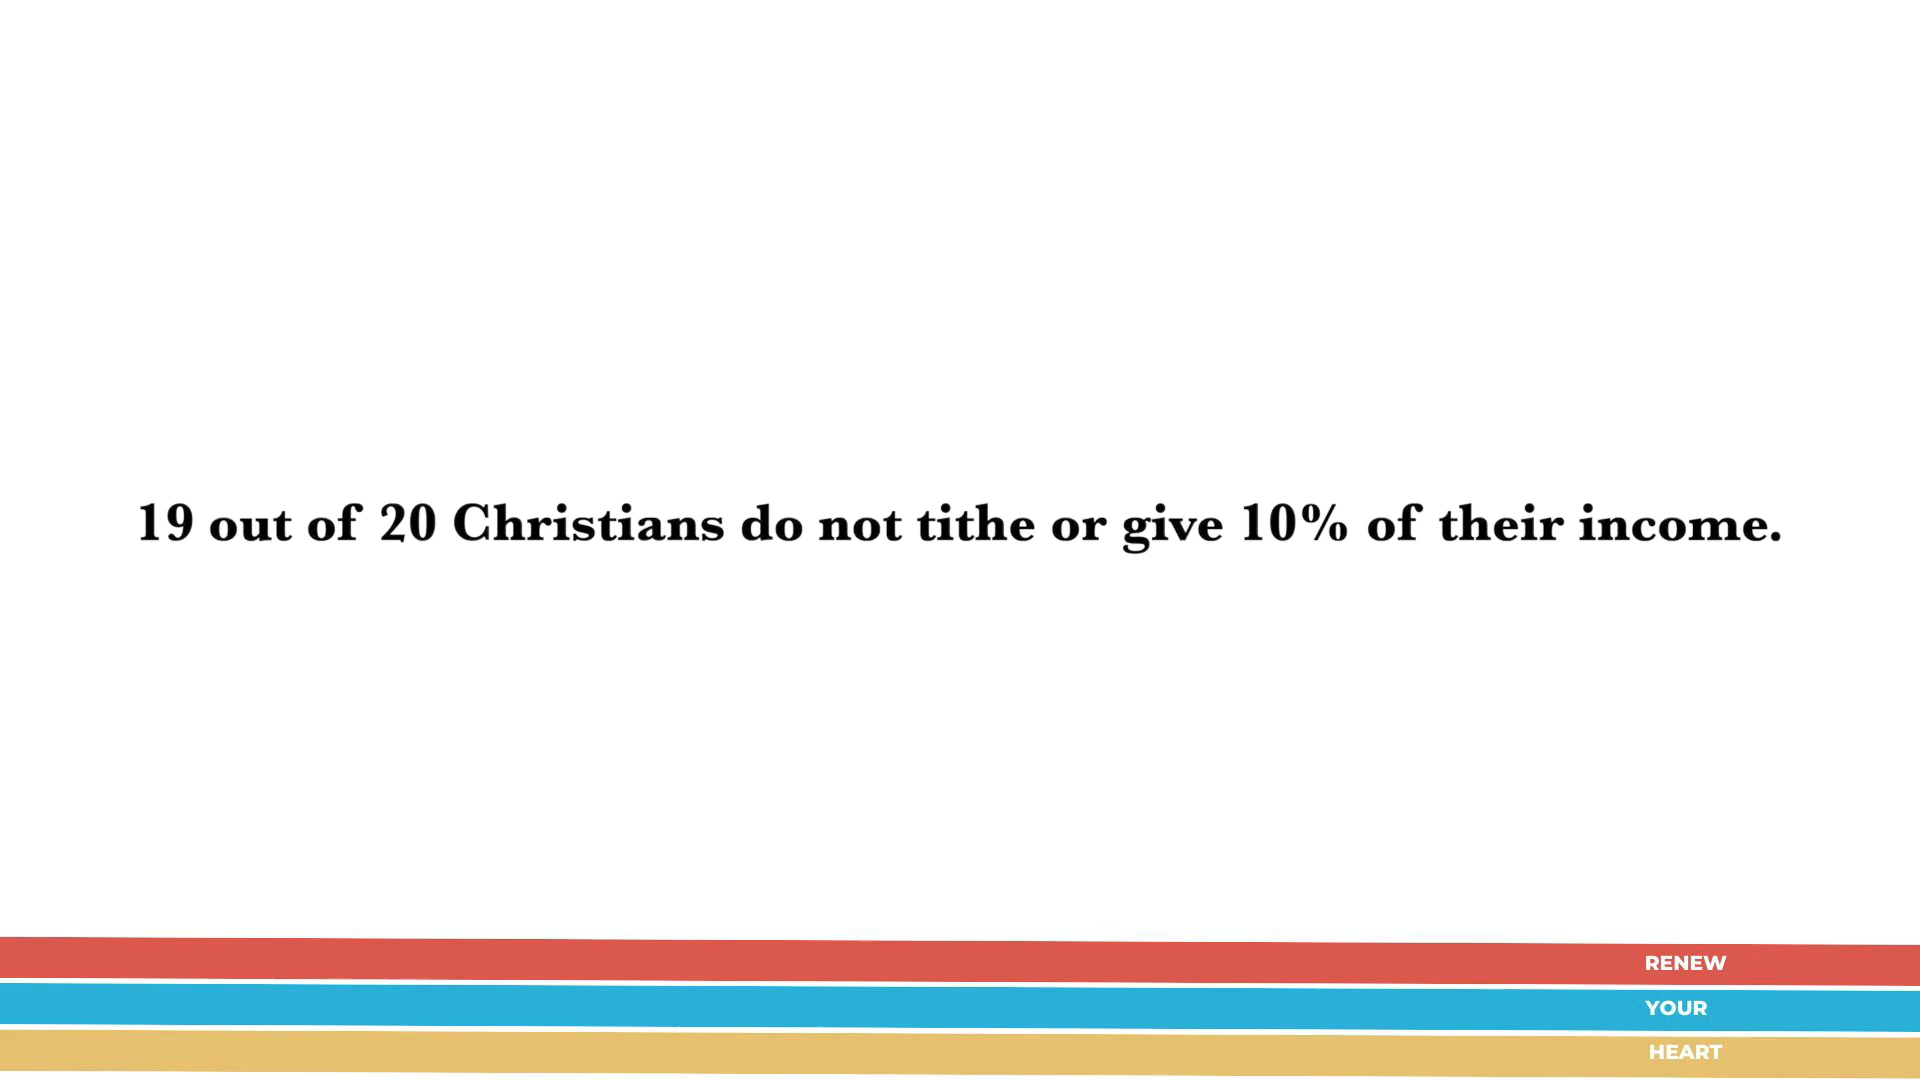 19 out of 20 Christians do not tithe or give 10% of their income.
RENEW
YOUR
HEART